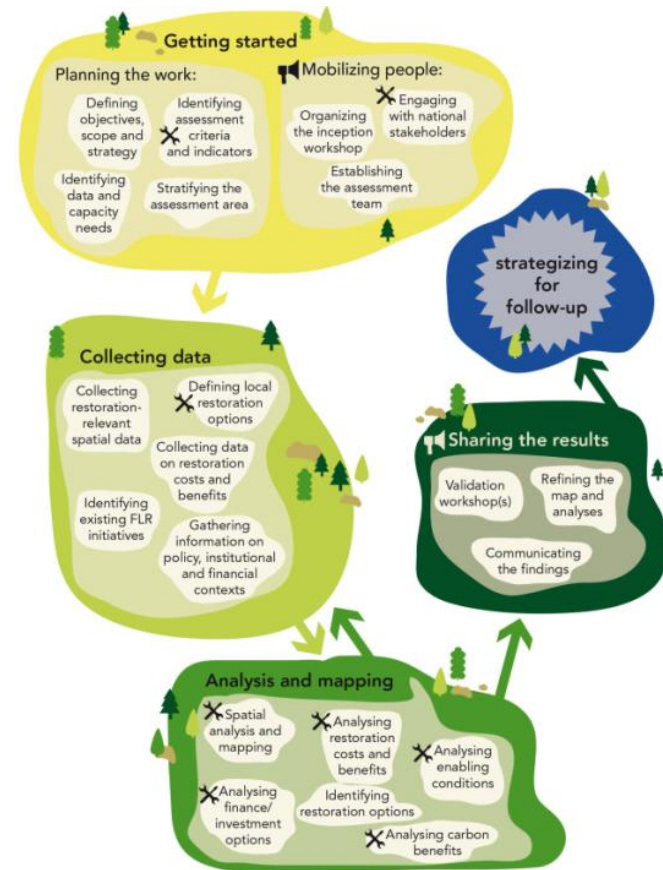 Getting started
Planning the work:
Defining
objectives,
scope and
strategy
Identifying
assessment
criteria
and indicators
Identifying
data and
capacity
needs
Stratifying the
assessment area
Mobilizing people:
Organizing
the inception
workshop
Engaging
with national
stakeholders
Establishing
the assessment
team
Collecting data
Collecting
restoration-
relevant
spatial data
Defining local
restoration
options
Collecting data
on restoration
costs and
benefits
Identifying
existing FLR
initiatives
Gathering
information on
policy, institutional
and financial
contexts
Analysis and mapping
Spatial
analysis and
mapping
Analysing
restoration
costs and
benefits
Analysing
enabling
conditions
Analysing
finance/
investment
options
Identifying
restoration options
Analysing carbon
benefits
Sharing the results
Validation
workshop(s)
Refining the
map and
analyses
Communicating
the findings
strategizing
for
follow-up